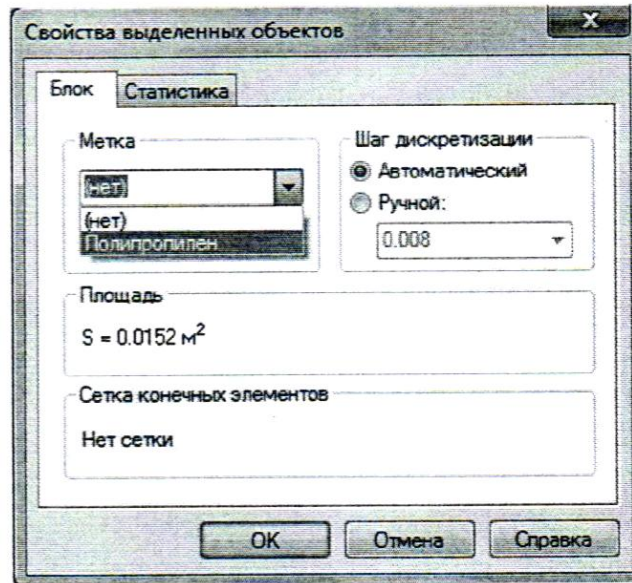 Свойства выделенных объектов
x
Блок
Статистика
Метка
(нет)
(нет)
Полипропилен
Шаг дискретизации
Автоматический
Ручной:
0.008
Площадь
S = 0.0152 м²
Сетка конечных элементов
Нет сетки
OK
Отмена
Справка